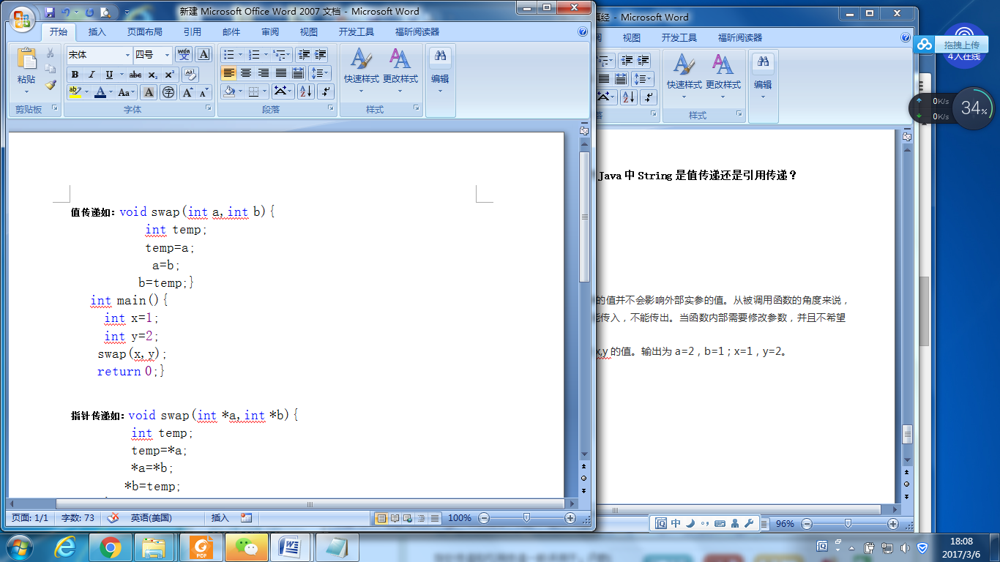 新建 Microsoft Office Word 2007 文档 - Microsoft Word
开始 插入 页面布局 引用 邮件 审阅 视图 开发工具 福昕阅读器
宋体 四号 wén 文 A
粘贴
B I U abc x₂ x² Aa
剪贴板 字体 段落 样式
快速样式 更改样式 编辑
值传递如:void swap(int a,int b){
int temp;
temp=a;
a=b;
b=temp;}
int main(){
int x=1;
int y=2;
swap(x,y);
return 0;}
指针传递如:void swap(int *a,int *b){
int temp;
temp=*a;
*a=*b;
*b=temp;
页面: 1/1 字数: 73 英语(美国) 插入 100%
真经 - Microsoft Word
视图 开发工具 福昕阅读器
快速样式 更改样式 编辑
样式
Java 中 String 是值传递还是引用传递？
的值并不会影响外部实参的值。从被调用函数的角度来说，
能传入，不能传出。当函数内部需要修改参数，并且不希望
x,y 的值。输出为 a=2，b=1；x=1，y=2。
中
96%
拖拽上传
4人在线
0K/s
0K/s
34%
PDF
18:08
2017/3/6